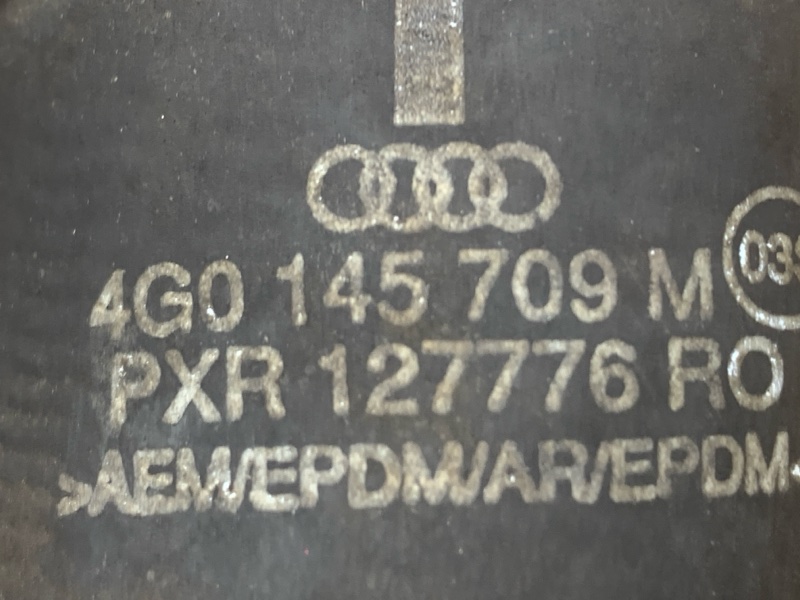 4G0 145 709 M
PXR 127776 RO
>AEM/EPDM/AR/EPDM